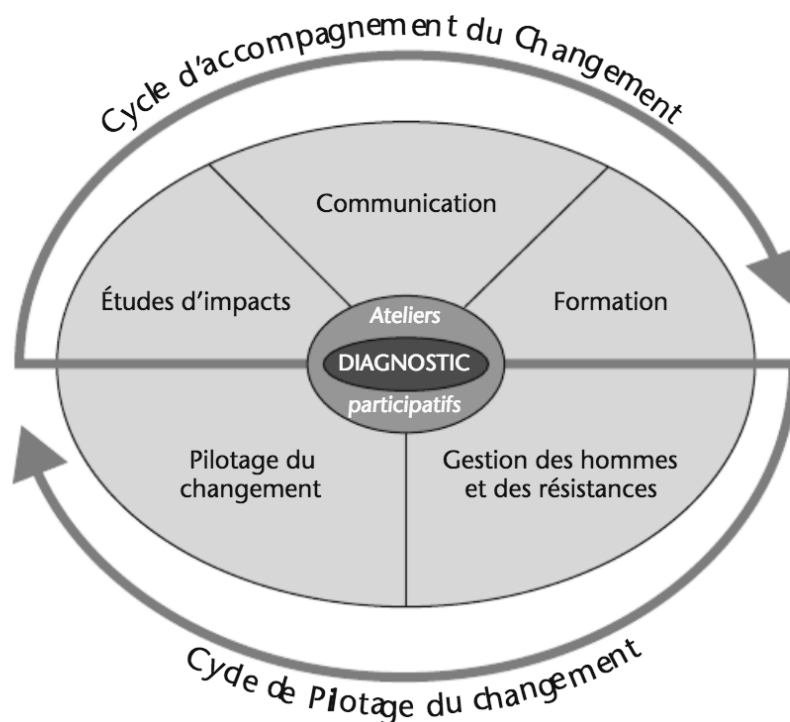 Cycle d'accompagnement du Changement
Communication
Études d'impacts
Formation
Ateliers
DIAGNOSTIC
participatifs
Pilotage du
changement
Gestion des hommes
et des résistances
Cycle de Pilotage du changement